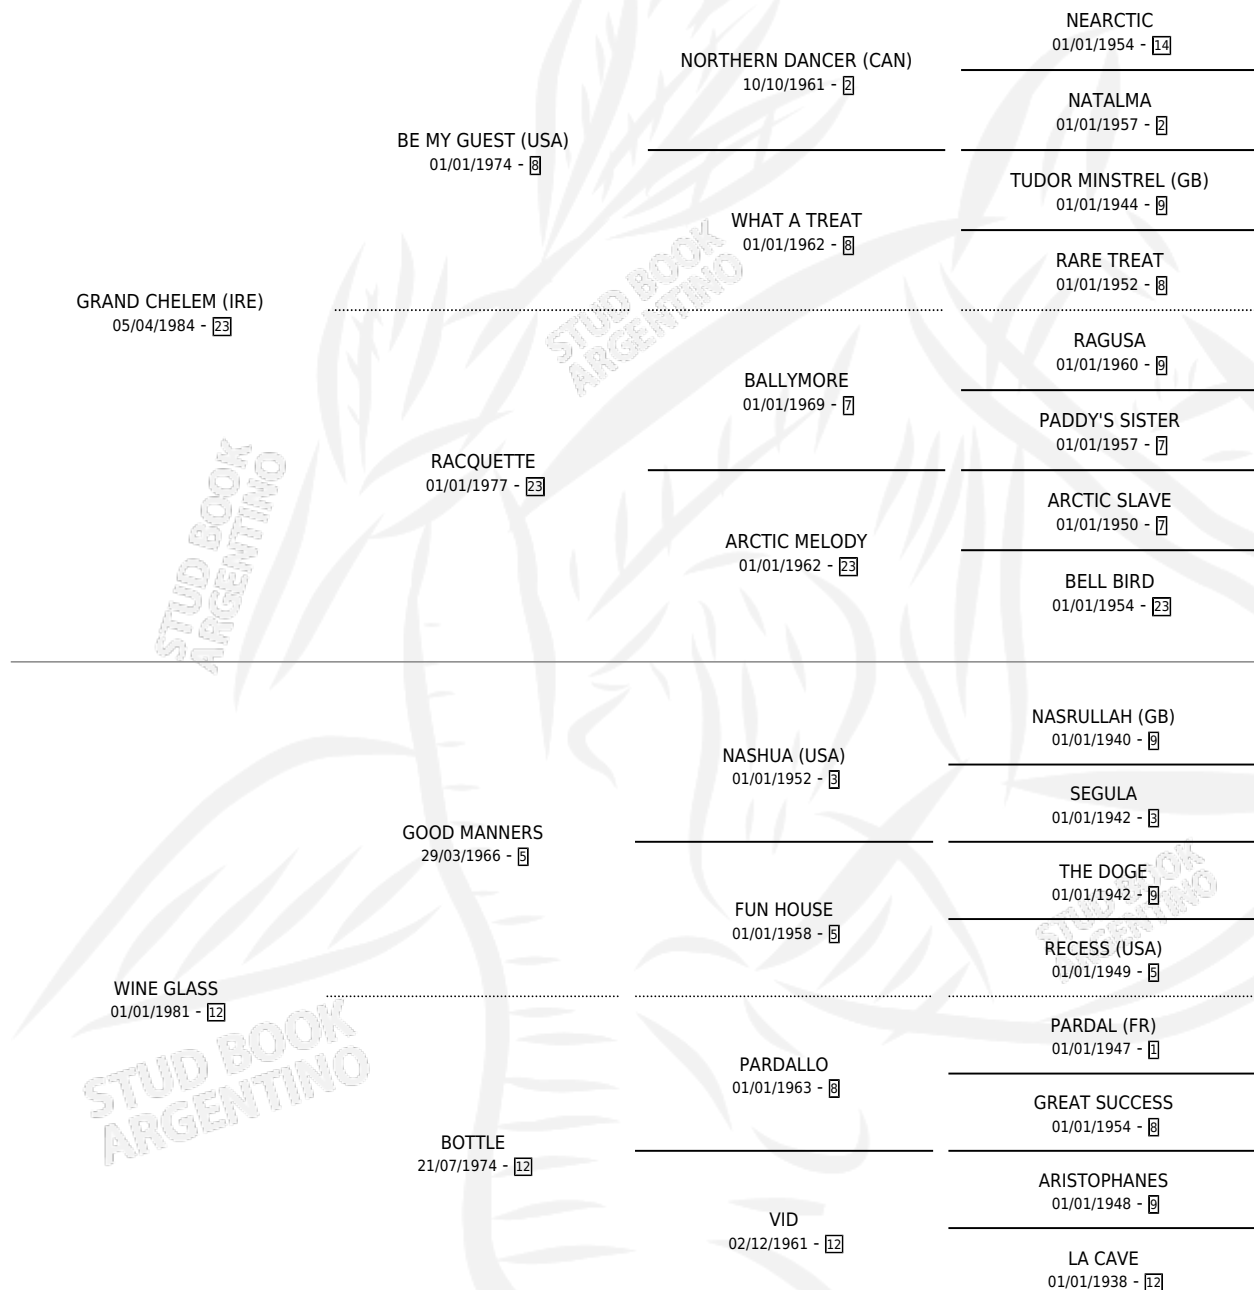 NEARCTIC
01/01/1954 - 14
NORTHERN DANCER (CAN)
10/10/1961 - 2
NATALMA
01/01/1957 - 2
BE MY GUEST (USA)
01/01/1974 - 8
TUDOR MINSTREL (GB)
01/01/1944 - 9
WHAT A TREAT
01/01/1962 - 8
RARE TREAT
01/01/1952 - 8
GRAND CHELEM (IRE)
05/04/1984 - 23
RAGUSA
01/01/1960 - 9
BALLYMORE
01/01/1969 - 7
PADDY'S SISTER
01/01/1957 - 7
RACQUETTE
01/01/1977 - 23
ARCTIC SLAVE
01/01/1950 - 7
ARCTIC MELODY
01/01/1962 - 23
BELL BIRD
01/01/1954 - 23
NASRULLAH (GB)
01/01/1940 - 9
NASHUA (USA)
01/01/1952 - 3
SEGULA
01/01/1942 - 3
GOOD MANNERS
29/03/1966 - 5
THE DOGE
01/01/1942 - 9
FUN HOUSE
01/01/1958 - 5
RECESS (USA)
01/01/1949 - 5
WINE GLASS
01/01/1981 - 12
PARDAL (FR)
01/01/1947 - 1
PARDALLO
01/01/1963 - 8
GREAT SUCCESS
01/01/1954 - 8
BOTTLE
21/07/1974 - 12
ARISTOPHANES
01/01/1948 - 9
VID
02/12/1961 - 12
LA CAVE
01/01/1938 - 12
STUD BOOK
ARGENTINO
STUD BOOK
ARGENTINO
STUD BOOK
ARGENTINO
STUD BOOK
ARGENTINO